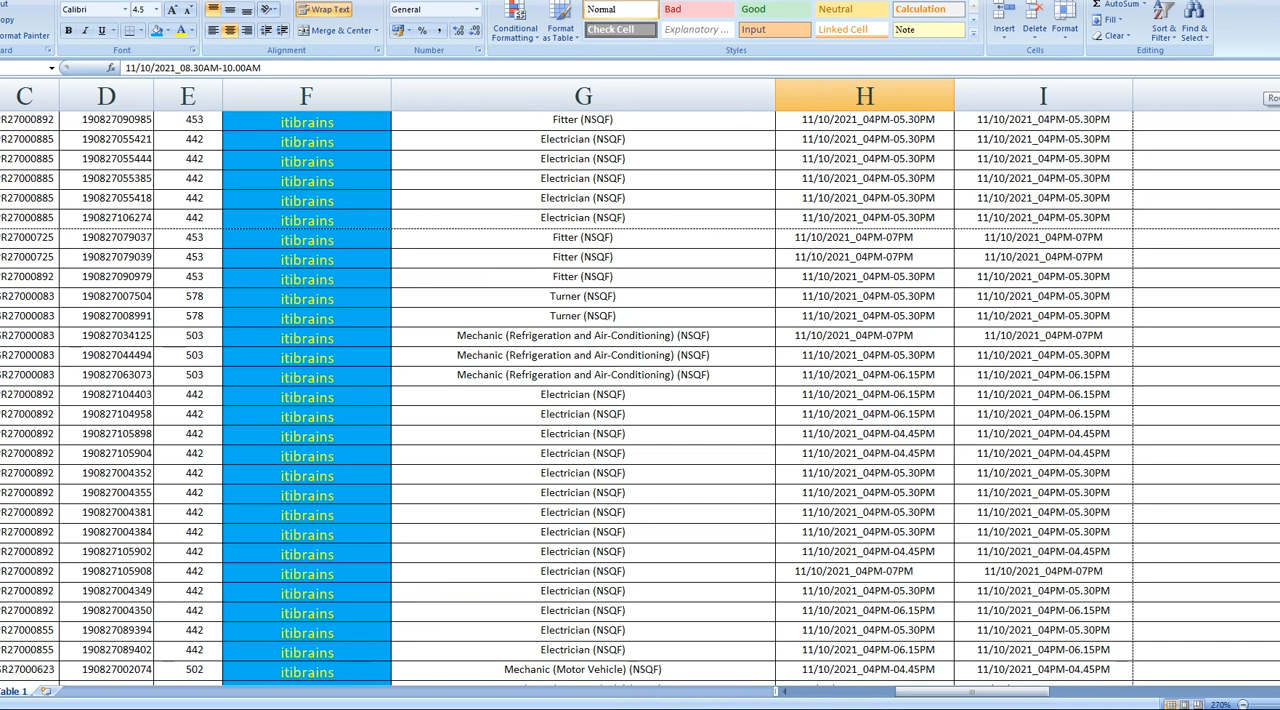 Calibri 4.5 Wrap Text General Normal Bad Good Neutral Calculation AutoSum
Conditional Formatting Format as Table Check Cell Explanatory ... Input Linked Cell Note Insert Delete Format Fill Clear Sort & Filter Find & Select
Format Painter B I U Merge & Center % ,
Font Alignment Number Styles Cells Editing
fx 11/10/2021_08.30AM-10.00AM
C D E F G H I
R27000892 190827090985 453 itibrains Fitter (NSQF) 11/10/2021_04PM-05.30PM 11/10/2021_04PM-05.30PM
R27000885 190827055421 442 itibrains Electrician (NSQF) 11/10/2021_04PM-05.30PM 11/10/2021_04PM-05.30PM
R27000885 190827055444 442 itibrains Electrician (NSQF) 11/10/2021_04PM-05.30PM 11/10/2021_04PM-05.30PM
R27000885 190827055385 442 itibrains Electrician (NSQF) 11/10/2021_04PM-05.30PM 11/10/2021_04PM-05.30PM
R27000885 190827055418 442 itibrains Electrician (NSQF) 11/10/2021_04PM-05.30PM 11/10/2021_04PM-05.30PM
R27000885 190827106274 442 itibrains Electrician (NSQF) 11/10/2021_04PM-05.30PM 11/10/2021_04PM-05.30PM
R27000725 190827079037 453 itibrains Fitter (NSQF) 11/10/2021_04PM-07PM 11/10/2021_04PM-07PM
R27000725 190827079039 453 itibrains Fitter (NSQF) 11/10/2021_04PM-07PM 11/10/2021_04PM-07PM
R27000892 190827090979 453 itibrains Fitter (NSQF) 11/10/2021_04PM-05.30PM 11/10/2021_04PM-05.30PM
R27000083 190827007504 578 itibrains Turner (NSQF) 11/10/2021_04PM-05.30PM 11/10/2021_04PM-05.30PM
R27000083 190827008991 578 itibrains Turner (NSQF) 11/10/2021_04PM-05.30PM 11/10/2021_04PM-05.30PM
R27000083 190827034125 503 itibrains Mechanic (Refrigeration and Air-Conditioning) (NSQF) 11/10/2021_04PM-07PM 11/10/2021_04PM-07PM
R27000083 190827044494 503 itibrains Mechanic (Refrigeration and Air-Conditioning) (NSQF) 11/10/2021_04PM-05.30PM 11/10/2021_04PM-05.30PM
R27000083 190827063073 503 itibrains Mechanic (Refrigeration and Air-Conditioning) (NSQF) 11/10/2021_04PM-06.15PM 11/10/2021_04PM-06.15PM
R27000892 190827104403 442 itibrains Electrician (NSQF) 11/10/2021_04PM-06.15PM 11/10/2021_04PM-06.15PM
R27000892 190827104958 442 itibrains Electrician (NSQF) 11/10/2021_04PM-06.15PM 11/10/2021_04PM-06.15PM
R27000892 190827105898 442 itibrains Electrician (NSQF) 11/10/2021_04PM-04.45PM 11/10/2021_04PM-04.45PM
R27000892 190827105904 442 itibrains Electrician (NSQF) 11/10/2021_04PM-04.45PM 11/10/2021_04PM-04.45PM
R27000892 190827004352 442 itibrains Electrician (NSQF) 11/10/2021_04PM-05.30PM 11/10/2021_04PM-05.30PM
R27000892 190827004355 442 itibrains Electrician (NSQF) 11/10/2021_04PM-05.30PM 11/10/2021_04PM-05.30PM
R27000892 190827004381 442 itibrains Electrician (NSQF) 11/10/2021_04PM-05.30PM 11/10/2021_04PM-05.30PM
R27000892 190827004384 442 itibrains Electrician (NSQF) 11/10/2021_04PM-05.30PM 11/10/2021_04PM-05.30PM
R27000892 190827105902 442 itibrains Electrician (NSQF) 11/10/2021_04PM-04.45PM 11/10/2021_04PM-04.45PM
R27000892 190827105908 442 itibrains Electrician (NSQF) 11/10/2021_04PM-07PM 11/10/2021_04PM-07PM
R27000892 190827004349 442 itibrains Electrician (NSQF) 11/10/2021_04PM-05.30PM 11/10/2021_04PM-05.30PM
R27000892 190827004350 442 itibrains Electrician (NSQF) 11/10/2021_04PM-06.15PM 11/10/2021_04PM-06.15PM
R27000855 190827089394 442 itibrains Electrician (NSQF) 11/10/2021_04PM-05.30PM 11/10/2021_04PM-05.30PM
R27000855 190827089402 442 itibrains Electrician (NSQF) 11/10/2021_04PM-06.15PM 11/10/2021_04PM-06.15PM
R27000623 190827002074 502 itibrains Mechanic (Motor Vehicle) (NSQF) 11/10/2021_04PM-04.45PM 11/10/2021_04PM-04.45PM
Table 1 270%